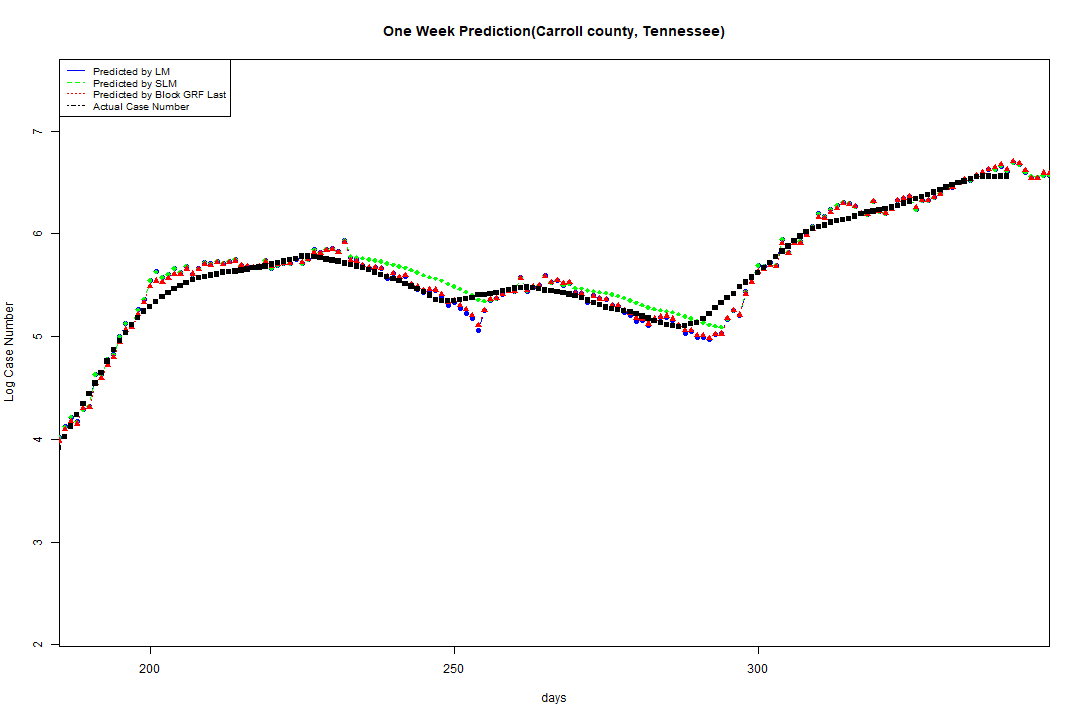 One Week Prediction(Carroll county, Tennessee)
Predicted by LM
Predicted by SLM
Predicted by Block GRF Last
Actual Case Number
7
6
5
4
3
2
Log Case Number
200
250
300
days